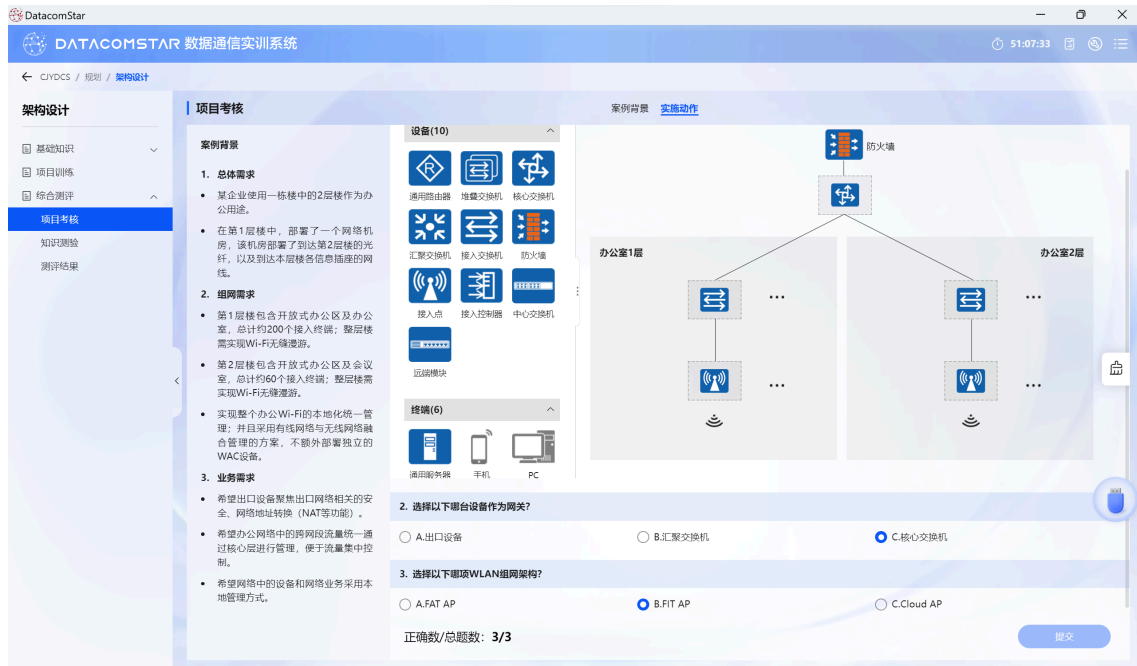 DatacomStar
DATACOMSTAR 数据通信实训系统
51:07:33
CJYDCS / 规划 / 架构设计
架构设计
基础知识
项目训练
综合测评
项目考核
知识测验
测评结果
项目考核
案例背景 实施动作
案例背景
1. 总体需求
某企业使用一栋楼中的2层楼作为办
公用途。
在第1层楼中，部署了一个网络机
房，该机房部署了到达第2层楼的光
纤，以及到达本层楼各信息插座的网
线。
2. 组网需求
第1层楼包含开放式办公区及办公
室，总计约200个接入终端；整层楼
需实现Wi-Fi无缝漫游。
第2层楼包含开放式办公区及会议
室，总计约60个接入终端；整层楼需
实现Wi-Fi无缝漫游。
实现整个办公Wi-Fi的本地化统一管
理；并且采用有线网络与无线网络融
合管理的方案，不额外部署独立的
WAC设备。
3. 业务需求
希望出口设备聚焦出口网络相关的安
全、网络地址转换（NAT等功能）。
希望办公网络中的跨网段流量统一通
过核心层进行管理，便于流量集中控
制。
希望网络中的设备和网络业务采用本
地管理方式。
设备(10)
通用路由器 堆叠交换机 核心交换机
汇聚交换机 接入交换机 防火墙
接入点 接入控制器 中心交换机
远端模块
终端(6)
通用服务器 手机 PC
防火墙
办公室1层
办公室2层
2. 选择以下哪台设备作为网关?
A.出口设备 B.汇聚交换机 C.核心交换机
3. 选择以下哪项WLAN组网架构?
A.FAT AP B.FIT AP C.Cloud AP
正确数/总题数: 3/3
提交